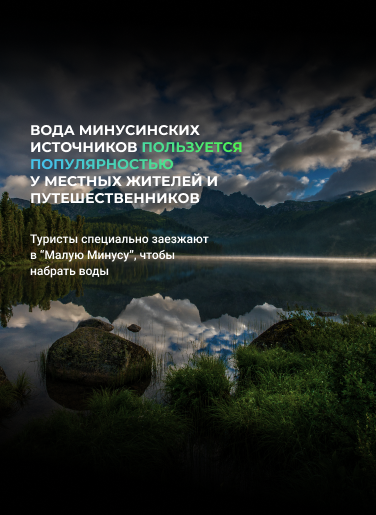 ВОДА МИНУСИНСКИХ
ИСТОЧНИКОВ ПОЛЬЗУЕТСЯ
ПОПУЛЯРНОСТЬЮ
У МЕСТНЫХ ЖИТЕЛЕЙ И
ПУТЕШЕСТВЕННИКОВ
Туристы специально заезжают
в "Малую Минусу", чтобы
набрать воды